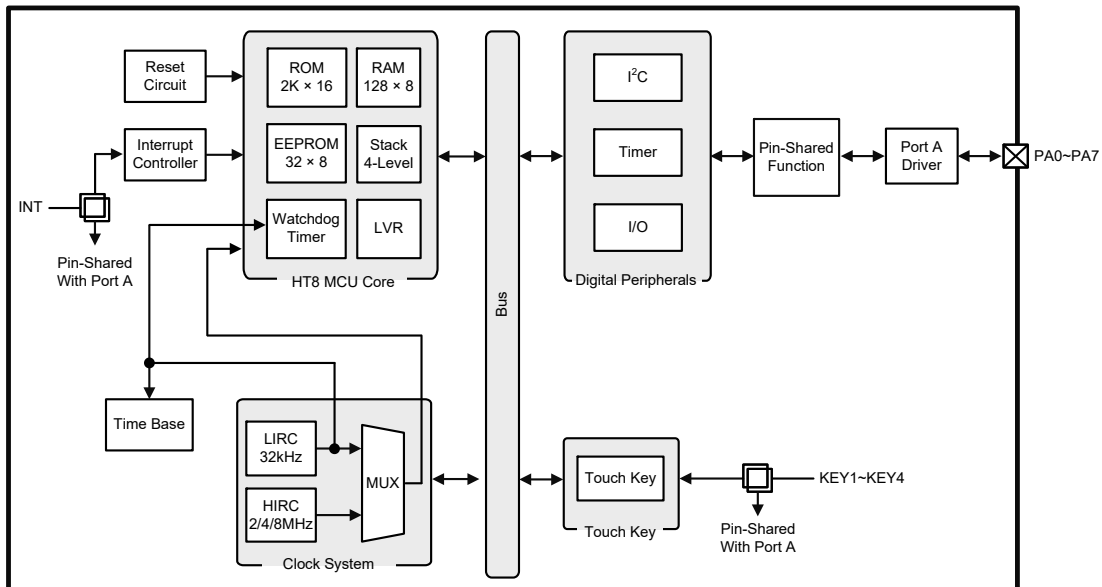 Reset
Circuit
ROM
2K × 16
RAM
128 × 8
Interrupt
Controller
EEPROM
32 × 8
Stack
4-Level
INT
Watchdog
Timer
LVR
Pin-Shared
With Port A
HT8 MCU Core
Time Base
LIRC
32kHz
HIRC
2/4/8MHz
MUX
Clock System
Bus
I²C
Timer
I/O
Digital Peripherals
Pin-Shared
Function
Port A
Driver
PA0~PA7
Touch Key
Touch Key
KEY1~KEY4
Pin-Shared
With Port A